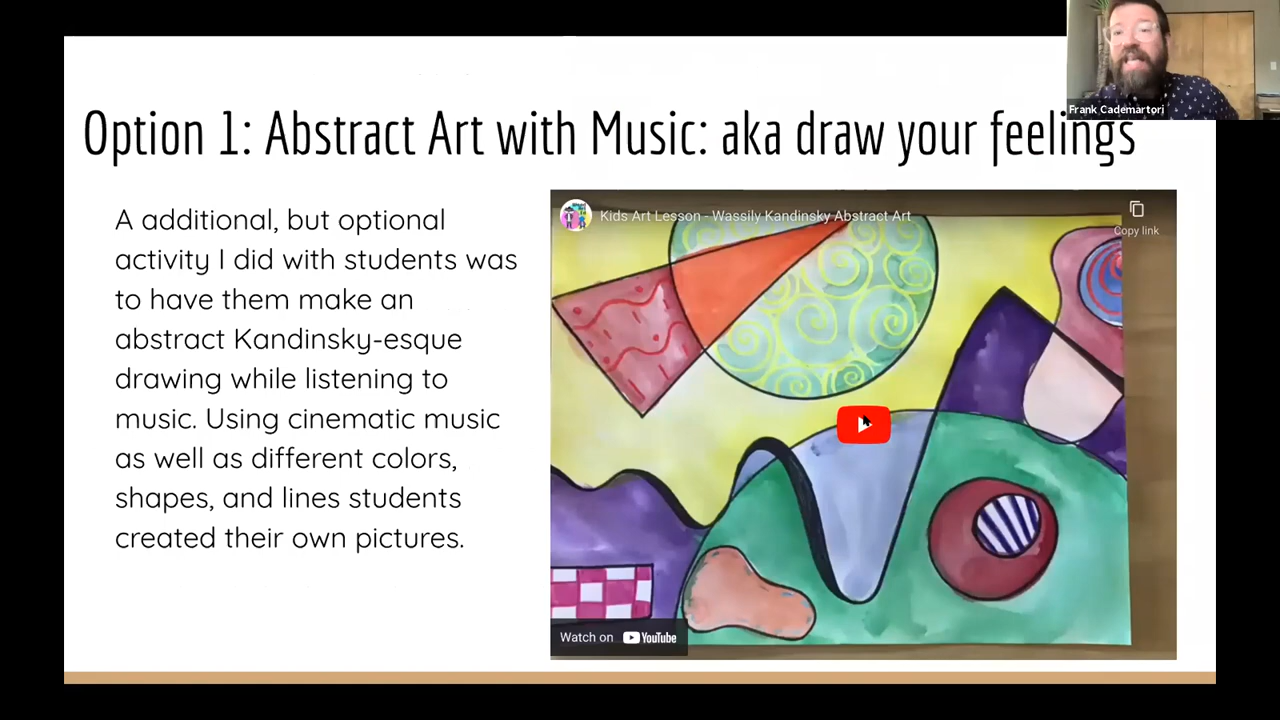 Frank Cademartori
Option 1: Abstract Art with Music: aka draw your feelings
A additional, but optional
activity I did with students was
to have them make an
abstract Kandinsky-esque
drawing while listening to
music. Using cinematic music
as well as different colors,
shapes, and lines students
created their own pictures.
Kids Art Lesson - Wassily Kandinsky Abstract Art
Copy link
Watch on YouTube